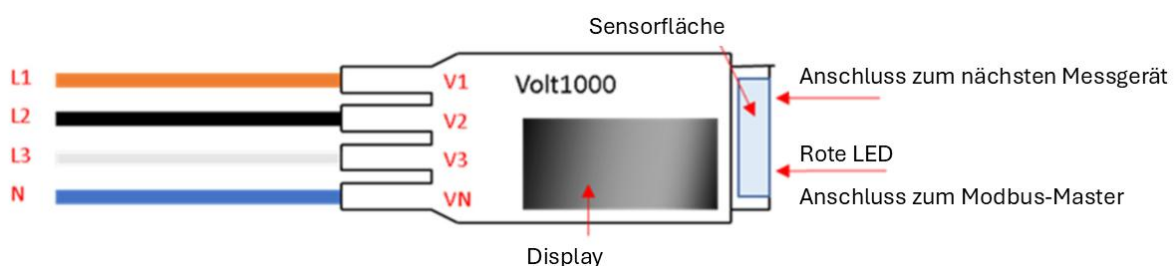 Sensorfläche
L1
V1
Volt1000
Anschluss zum nächsten Messgerät
L2
V2
L3
V3
Rote LED
N
VN
Anschluss zum Modbus-Master
Display